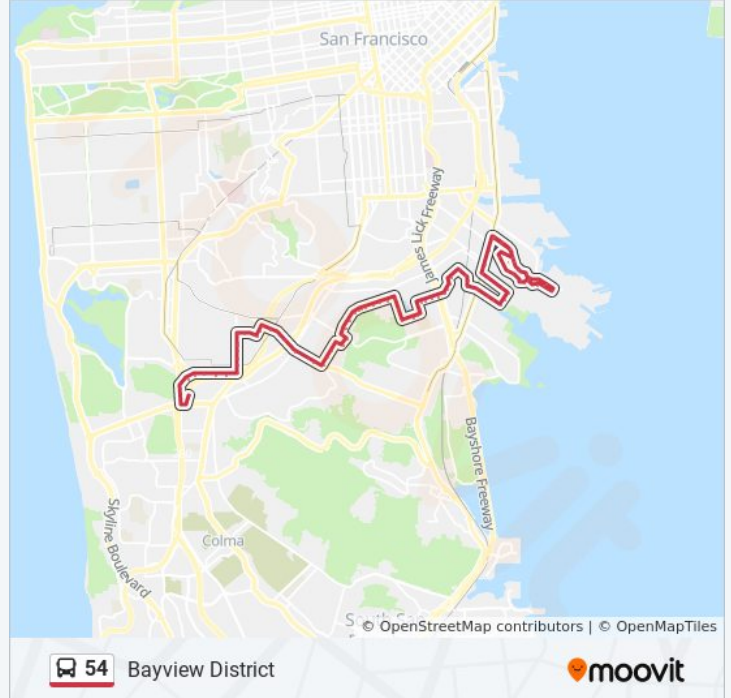 San Francisco
James Lick Freeway
Bayshore Freeway
Skyline Boulevard
Colma
© OpenStreetMap contributors | © OpenMapTiles
54 Bayview District
moovit